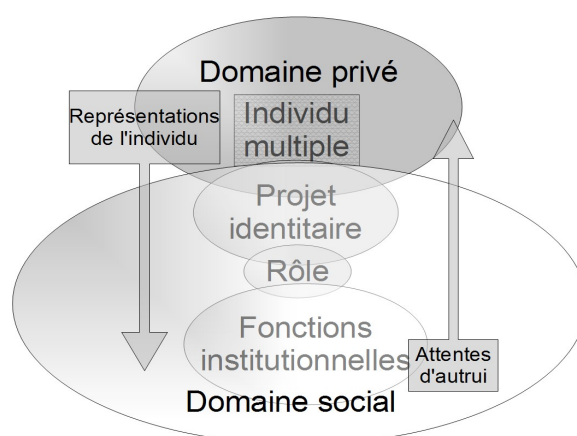 Domaine privé
Représentations
de l'individu
Individu
multiple
Projet
identitaire
Rôle
Fonctions
institutionnelles
Attentes
d'autrui
Domaine social